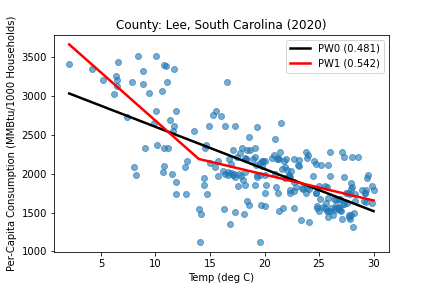 County: Lee, South Carolina (2020)
Per-Capita Consumption (MMBtu/1000 Households)
3500
3000
2500
2000
1500
1000
PW0 (0.481)
PW1 (0.542)
5 10 15 20 25 30
Temp (deg C)